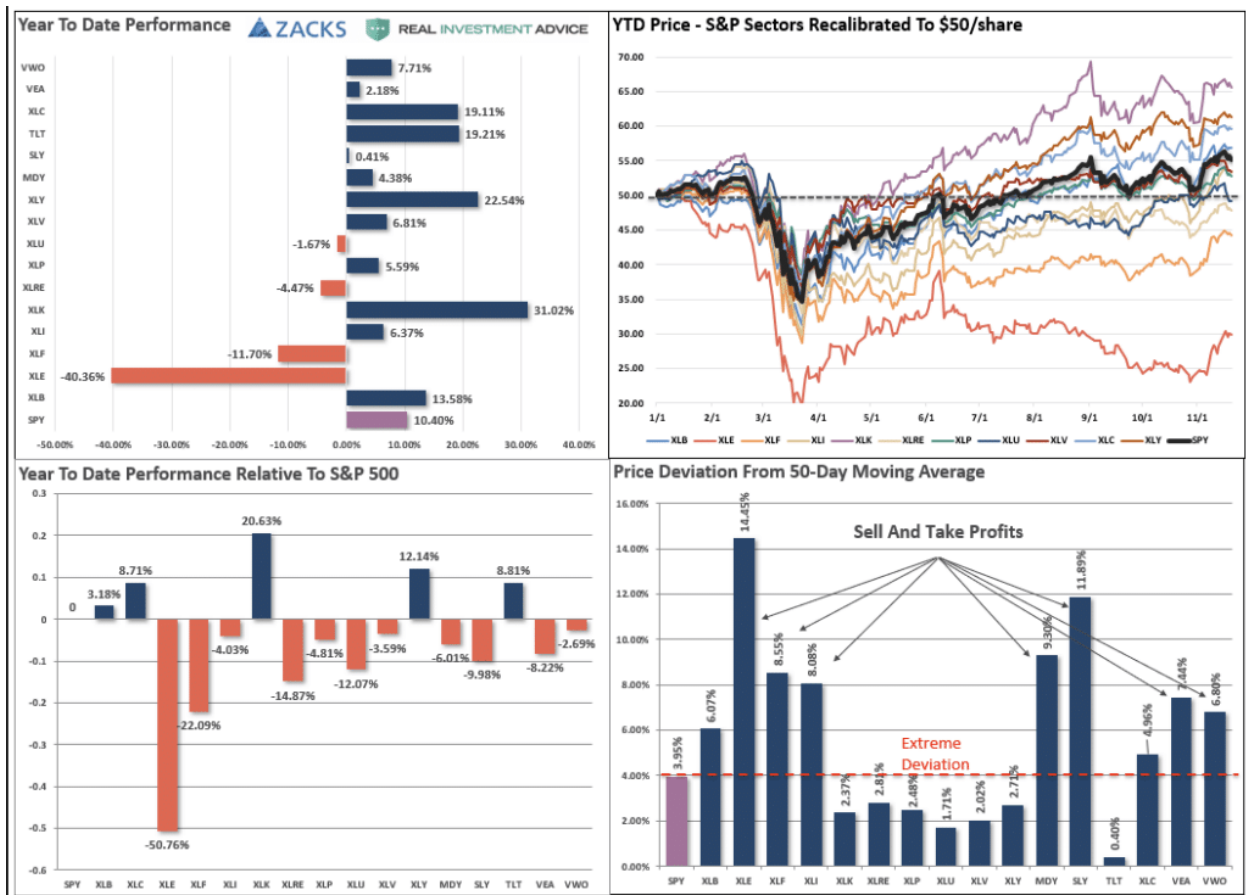 Year To Date Performance
ZACKS
REAL INVESTMENT ADVICE
VWO
7.71%
VEA
2.18%
XLC
19.11%
TLT
19.21%
SLY
0.41%
MDY
4.38%
XLY
22.54%
XLV
6.81%
XLU
-1.67%
XLP
5.59%
XLRE
-4.47%
XLK
31.02%
XLI
6.37%
XLF
-11.70%
XLE
-40.36%
XLB
13.58%
SPY
10.40%
-50.00% -40.00% -30.00% -20.00% -10.00% 0.00% 10.00% 20.00% 30.00% 40.00%
YTD Price - S&P Sectors Recalibrated To $50/share
70.00
65.00
60.00
55.00
50.00
45.00
40.00
35.00
30.00
25.00
20.00
1/1 2/1 3/1 4/1 5/1 6/1 7/1 8/1 9/1 10/1 11/1
XLB XLE XLF XLI XLK XLRE XLP XLU XLV XLC XLY SPY
Year To Date Performance Relative To S&P 500
0.3
0.2
0.1
0
-0.1
-0.2
-0.3
-0.4
-0.5
-0.6
0
3.18%
8.71%
-50.76%
-22.09%
-4.03%
20.63%
-14.87%
-4.81%
-12.07%
-3.59%
12.14%
-6.01%
-9.98%
8.81%
-8.22%
-2.69%
SPY XLB XLC XLE XLF XLI XLK XLRE XLP XLU XLV XLY MDY SLY TLT VEA VWO
Price Deviation From 50-Day Moving Average
16.00%
14.00%
12.00%
10.00%
8.00%
6.00%
4.00%
2.00%
0.00%
Sell And Take Profits
Extreme
Deviation
3.95%
6.07%
14.45%
8.55%
8.08%
2.37%
2.81%
2.48%
1.71%
2.02%
2.71%
9.30%
11.89%
0.40%
4.96%
7.44%
6.80%
SPY XLB XLE XLF XLI XLK XLRE XLP XLU XLV XLY MDY SLY TLT XLC VEA VWO